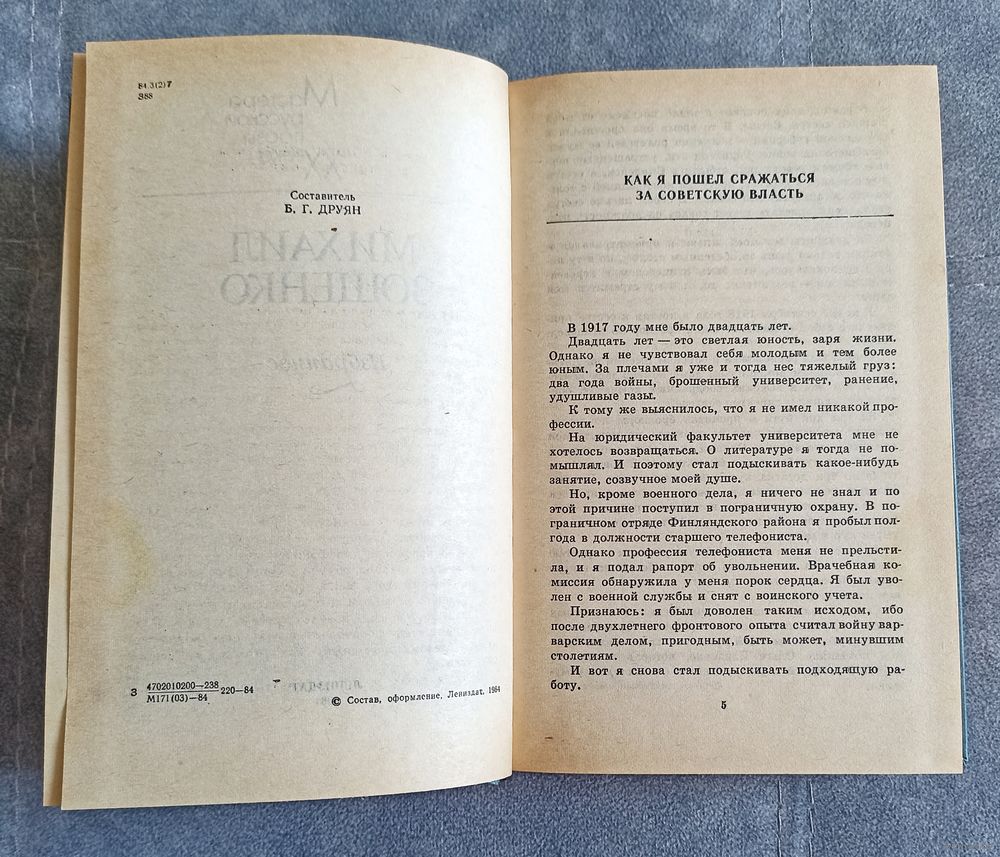 84.3(2)7
З88
Составитель
Б. Г. ДРУЯН
З 4702010200—238 220—84
М171(03)—84
© Состав, оформление. Лениздат. 1984
КАК Я ПОШЕЛ СРАЖАТЬСЯ
ЗА СОВЕТСКУЮ ВЛАСТЬ
В 1917 году мне было двадцать лет.
Двадцать лет — это светлая юность, заря жизни.
Однако я не чувствовал себя молодым и тем более
юным. За плечами я уже и тогда нес тяжелый груз:
два года войны, брошенный университет, ранение,
удушливые газы.
К тому же выяснилось, что я не имел никакой про-
фессии.
На юридический факультет университета мне не
хотелось возвращаться. О литературе я тогда не по-
мышлял. И поэтому стал подыскивать какое-нибудь
занятие, созвучное моей душе.
Но, кроме военного дела, я ничего не знал и по
этой причине поступил в пограничную охрану. В по-
граничном отряде Финляндского района я пробыл пол-
года в должности старшего телефониста.
Однако профессия телефониста меня не прельсти-
ла, и я подал рапорт об увольнении. Врачебная ко-
миссия обнаружила у меня порок сердца. Я был уво-
лен с военной службы и снят с воинского учета.
Признаюсь: я был доволен таким исходом, ибо
после двухлетнего фронтового опыта считал войну вар-
варским делом, пригодным, быть может, минувшим
столетиям.
И вот я снова стал подыскивать подходящую ра-
боту.
5